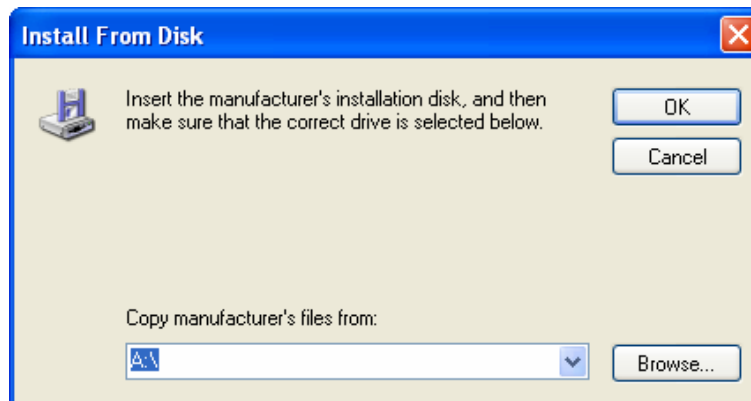 Install From Disk
Insert the manufacturer's installation disk, and then
make sure that the correct drive is selected below.
OK
Cancel
Copy manufacturer's files from:
A:\
Browse...